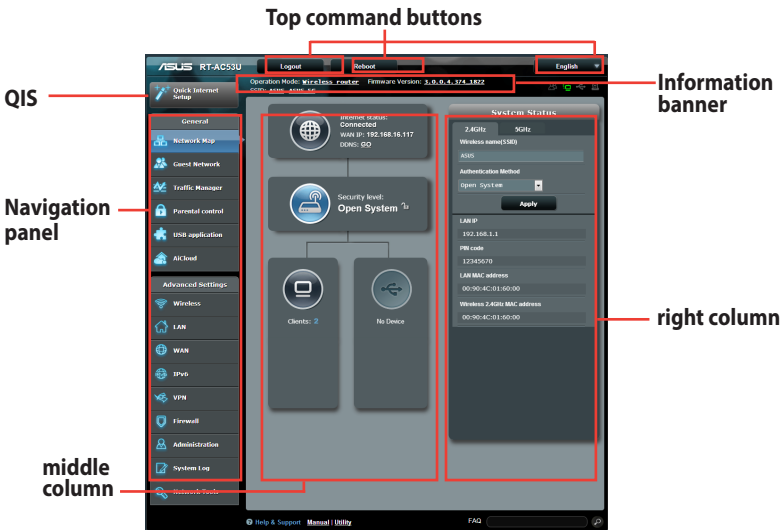 Top command buttons
ASUS RT-AC53U Logout Reboot English
Operation Mode: Wireless router Firmware Version: 3.0.0.4.374_1822
SSID: ASUS ASUS_5G
Information
banner
QIS
Quick Internet
Setup
General
Network Map
Guest Network
Traffic Manager
Parental control
USB application
AiCloud
Navigation
panel
Advanced Settings
Wireless
LAN
WAN
IPv6
VPN
Firewall
Administration
System Log
Network Tools
middle
column
Internet status:
Connected
WAN IP: 192.168.16.117
DDNS: GO
Security level:
Open System
Clients: 2
No Device
System Status
2.4GHz 5GHz
Wireless name(SSID)
ASUS
Authentication Method
Open System
Apply
LAN IP
192.168.1.1
PIN code
12345670
LAN MAC address
00:90:4C:01:60:00
Wireless 2.4GHz MAC address
00:90:4C:01:60:00
right column
Help & Support Manual | Utility FAQ